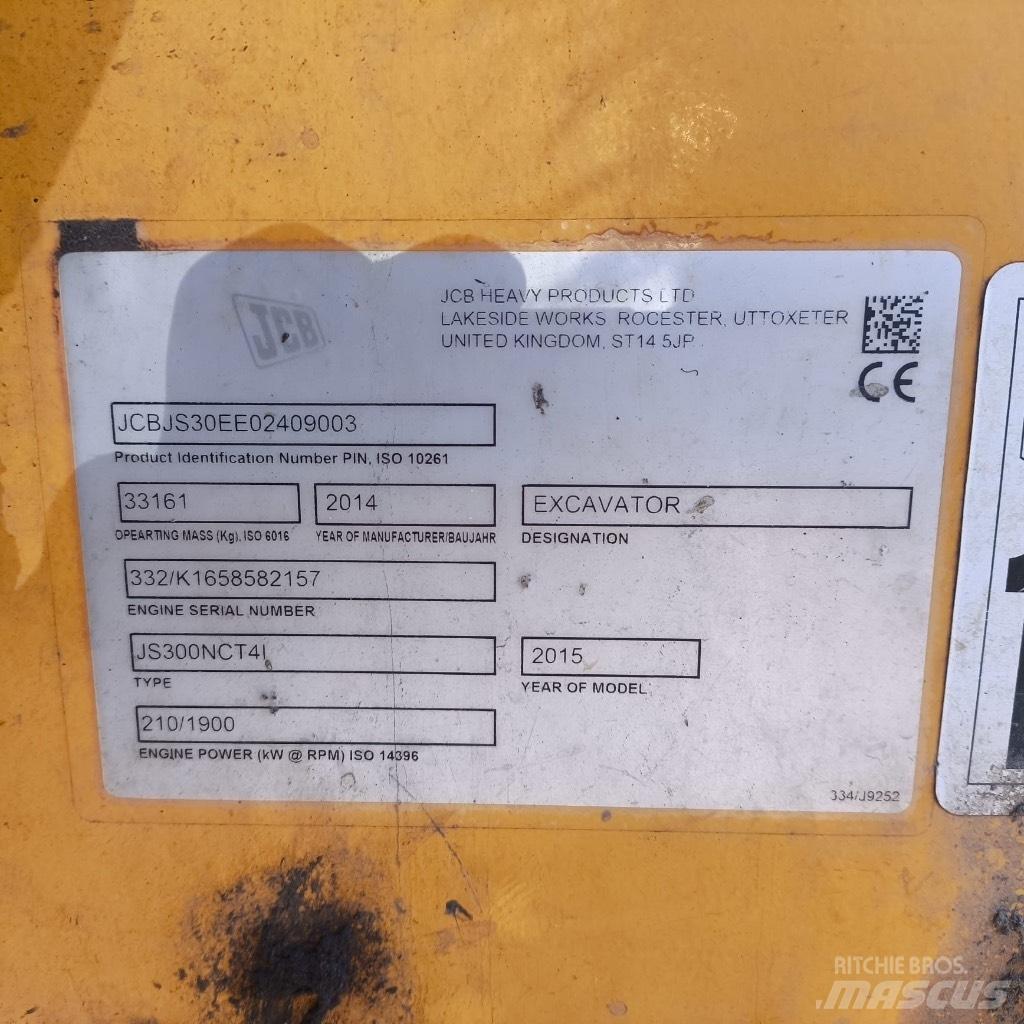 JCB
JCB HEAVY PRODUCTS LTD
LAKESIDE WORKS, ROCESTER, UTTOXETER
UNITED KINGDOM, ST14 5JP
CE
JCBJS30EE02409003
Product Identification Number PIN, ISO 10261
33161
2014
EXCAVATOR
OPEARTING MASS (Kg), ISO 6016
YEAR OF MANUFACTURER/BAUJAHR
DESIGNATION
332/K1658582157
ENGINE SERIAL NUMBER
JS300NCT4I
2015
TYPE
YEAR OF MODEL
210/1900
ENGINE POWER (kW @ RPM) ISO 14396
334/J9252
RITCHIE BROS.
MASCUS